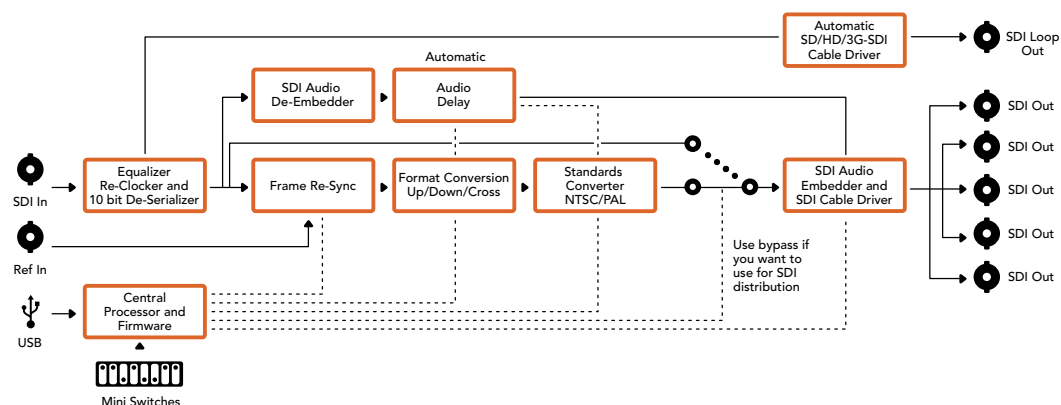 Automatic
SD/HD/3G-SDI
Cable Driver
SDI Loop
Out
Automatic
SDI Audio
De-Embedder
Audio
Delay
SDI Out
SDI Out
SDI In
Equalizer
Re-Clocker and
10 bit De-Serializer
Frame Re-Sync
Format Conversion
Up/Down/Cross
Standards
Converter
NTSC/PAL
SDI Audio
Embedder and
SDI Cable Driver
SDI Out
Ref In
Use bypass if
you want to
use for SDI
distribution
SDI Out
SDI Out
USB
Central
Processor and
Firmware
Mini Switches